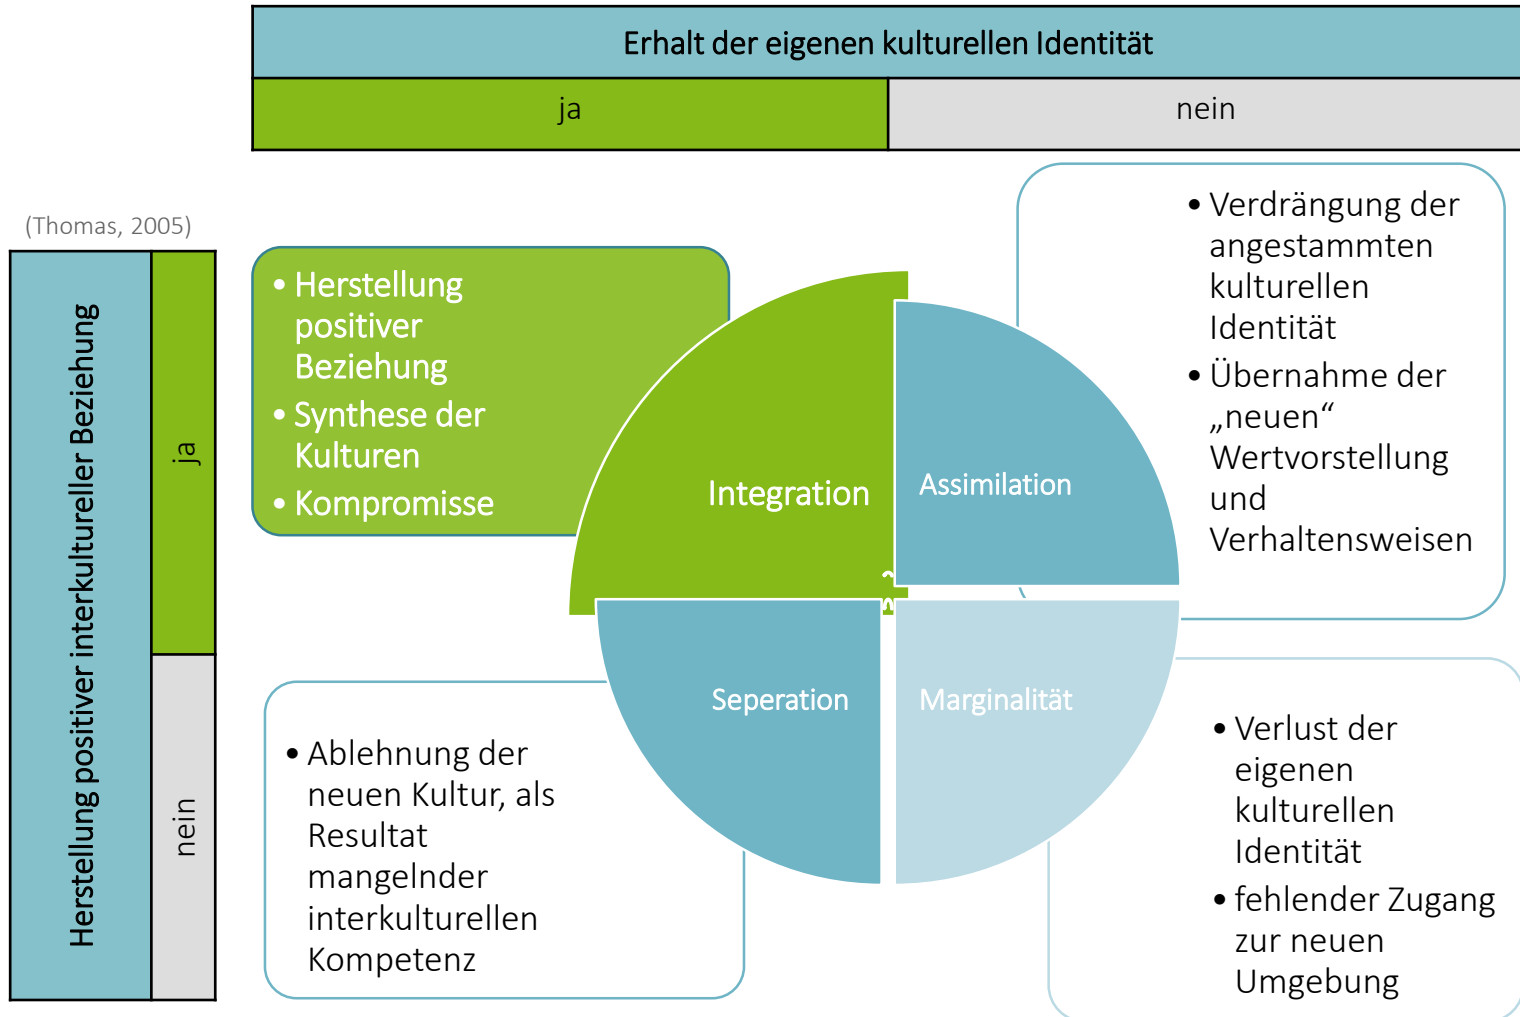 Erhalt der eigenen kulturellen Identität
ja
nein
(Thomas, 2005)
Herstellung positiver interkultureller Beziehung
ja
nein
• Herstellung
positiver
Beziehung
• Synthese der
Kulturen
• Kompromisse
Integration
Assimilation
• Verdrängung der
angestammten
kulturellen
Identität
• Übernahme der
„neuen“
Wertvorstellung
und
Verhaltensweisen
Seperation
Marginalität
• Ablehnung der
neuen Kultur, als
Resultat
mangelnder
interkulturellen
Kompetenz
• Verlust der
eigenen
kulturellen
Identität
• fehlender Zugang
zur neuen
Umgebung